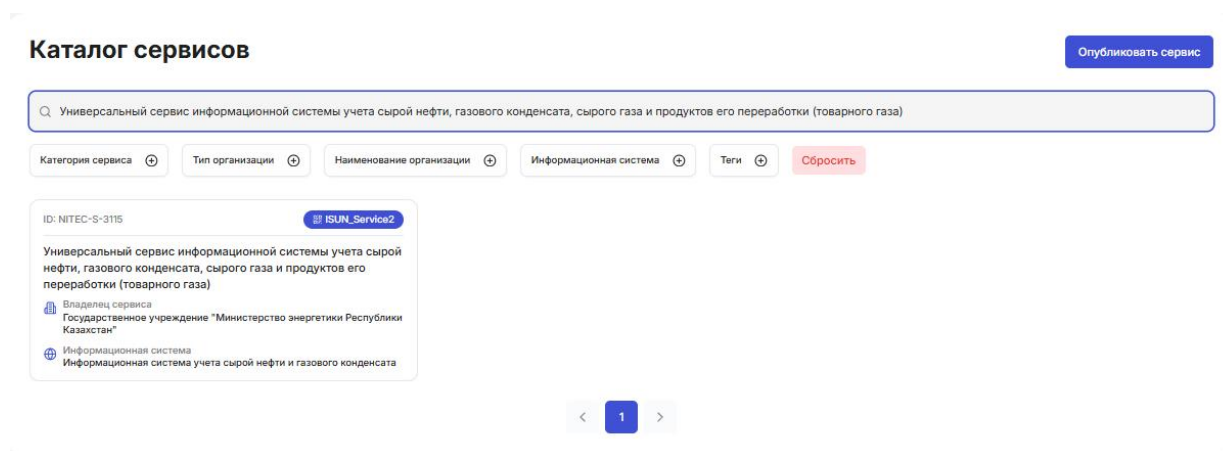 Каталог сервисов
Опубликовать сервис
Универсальный сервис информационной системы учета сырой нефти, газового конденсата, сырого газа и продуктов его переработки (товарного газа)
Категория сервиса
Тип организации
Наименование организации
Информационная система
Теги
Сбросить
ID: NITEC-S-3115
ISUN_Service2
Универсальный сервис информационной системы учета сырой
нефти, газового конденсата, сырого газа и продуктов его
переработки (товарного газа)
Владелец сервиса
Государственное учреждение "Министерство энергетики Республики
Казахстан"
Информационная система
Информационная система учета сырой нефти и газового конденсата
1